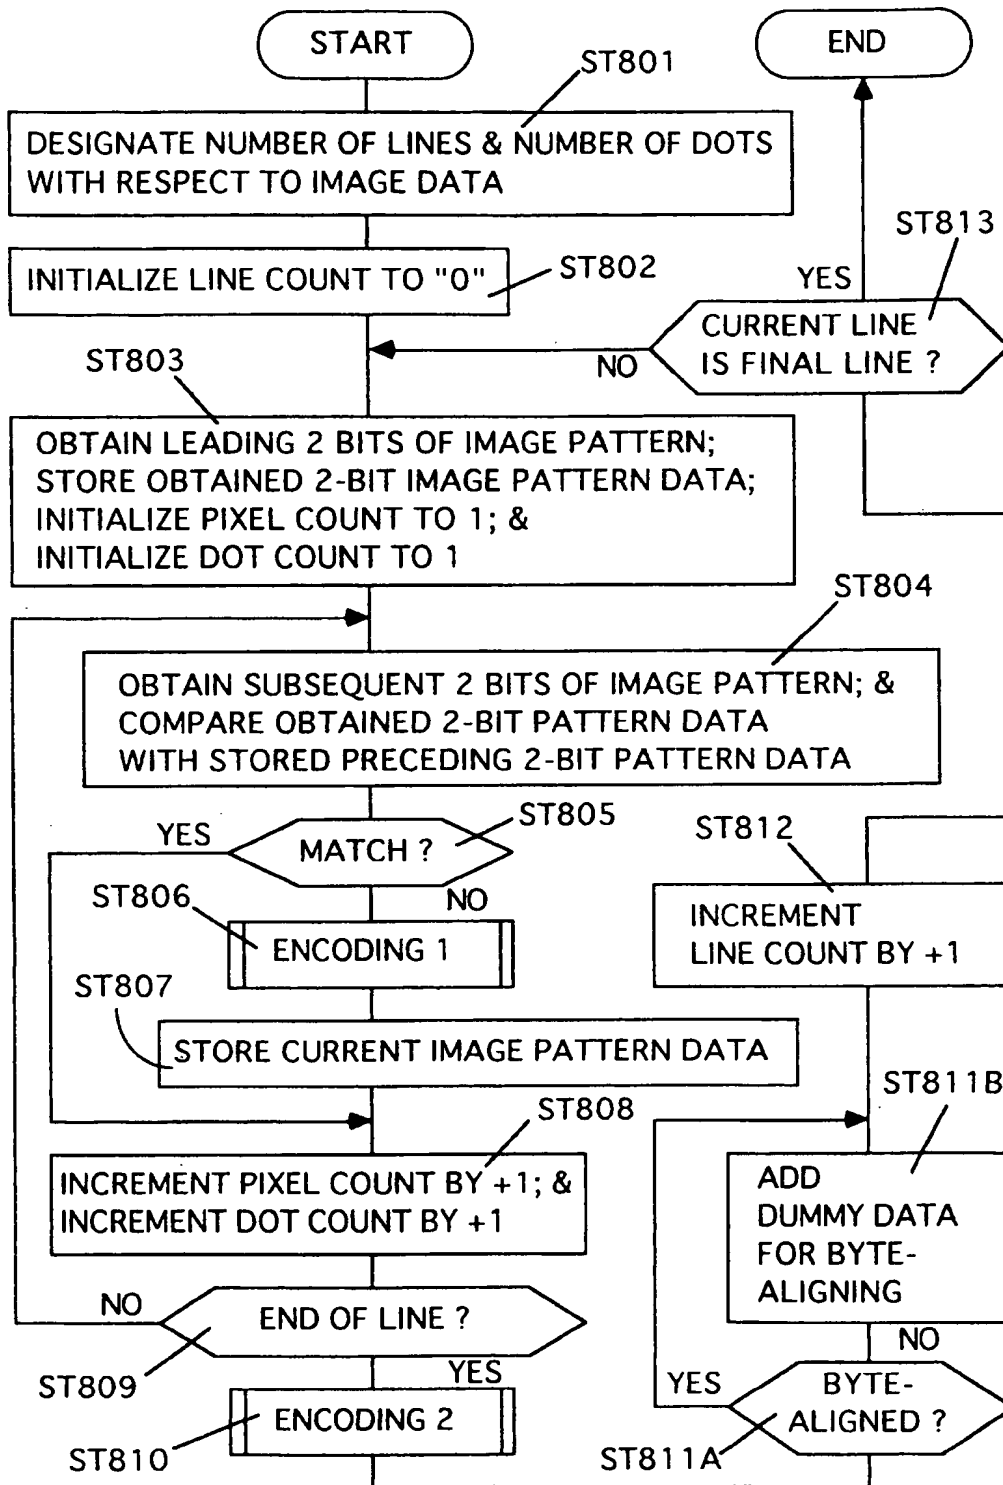 START
ST801
DESIGNATE NUMBER OF LINES & NUMBER OF DOTS
WITH RESPECT TO IMAGE DATA
INITIALIZE LINE COUNT TO "0"
ST802
ST803
OBTAIN LEADING 2 BITS OF IMAGE PATTERN;
STORE OBTAINED 2-BIT IMAGE PATTERN DATA;
INITIALIZE PIXEL COUNT TO 1; &
INITIALIZE DOT COUNT TO 1
ST804
OBTAIN SUBSEQUENT 2 BITS OF IMAGE PATTERN; &
COMPARE OBTAINED 2-BIT PATTERN DATA
WITH STORED PRECEDING 2-BIT PATTERN DATA
YES
MATCH ?
ST805
NO
ST806
ENCODING 1
ST807
STORE CURRENT IMAGE PATTERN DATA
ST808
INCREMENT PIXEL COUNT BY +1; &
INCREMENT DOT COUNT BY +1
NO
END OF LINE ?
ST809
YES
ENCODING 2
ST810
END
ST813
YES
CURRENT LINE
IS FINAL LINE ?
NO
ST812
INCREMENT
LINE COUNT BY +1
ST811B
ADD
DUMMY DATA
FOR BYTE-
ALIGNING
NO
YES
BYTE-
ALIGNED ?
ST811A